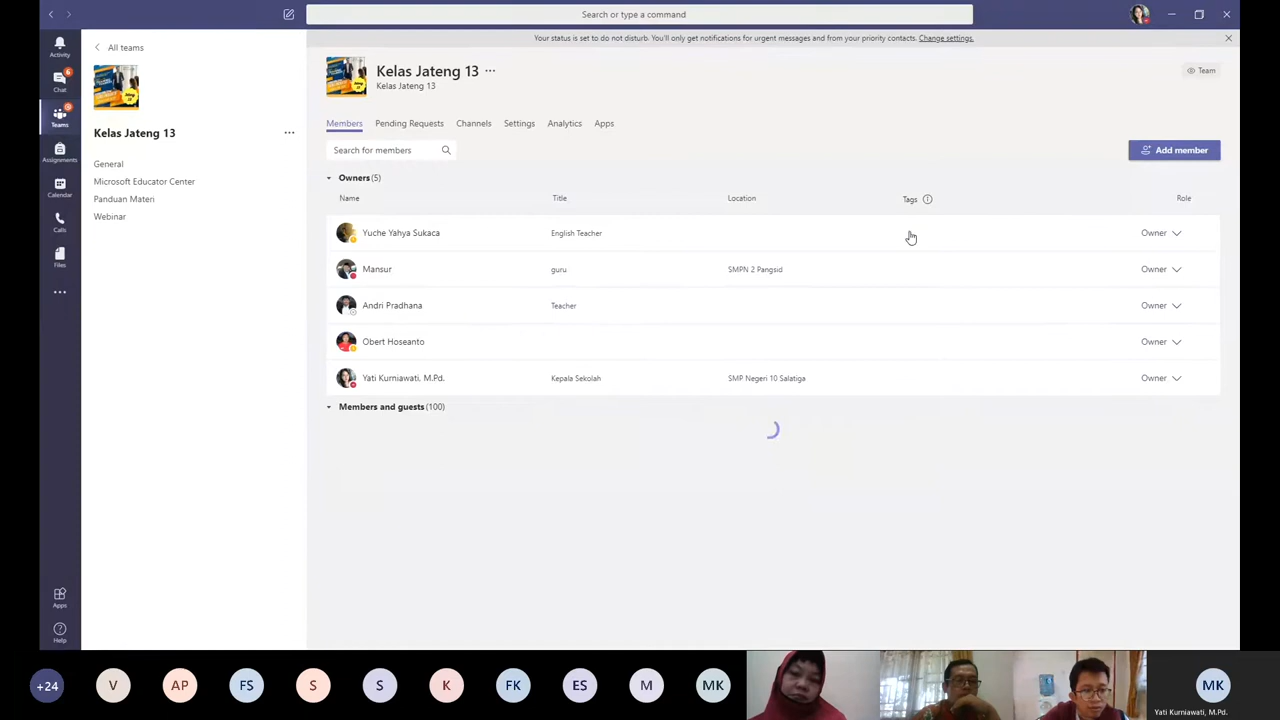 Search or type a command
Your status is set to do not disturb. You'll only get notifications for urgent messages and from your priority contacts. Change settings.
Activity
Chat
6
Teams
Assignments
Calendar
Calls
Files
Apps
Help
All teams
Kelas Jateng 13
General
Microsoft Educator Center
Panduan Materi
Webinar
Kelas Jateng 13
Kelas Jateng 13
Team
Members Pending Requests Channels Settings Analytics Apps
Search for members
Add member
Owners (5)
Name Title Location Tags Role
Yuche Yahya Sukaca English Teacher Owner
Mansur guru SMPN 2 Pangsid Owner
Andri Pradhana Teacher Owner
Obert Hoseanto Owner
Yati Kurniawati, M.Pd. Kepala Sekolah SMP Negeri 10 Salatiga Owner
Members and guests (100)
+24 V AP FS S S K FK ES M MK MK
Yati Kurniawati, M.Pd.